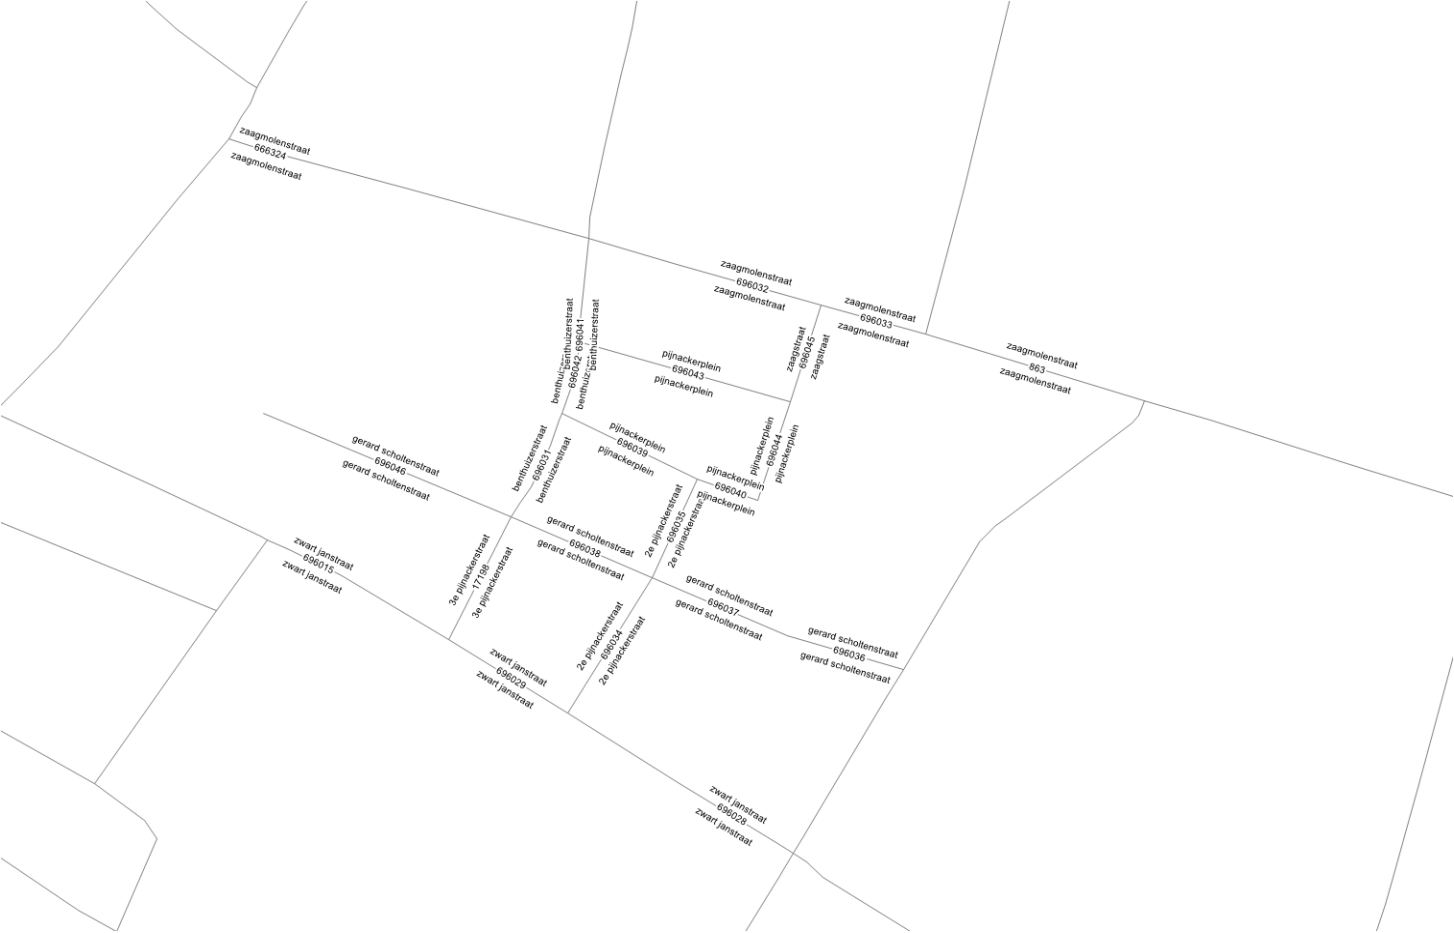 zaagmolenstraat
666324
zaagmolenstraat
zaagmolenstraat
696032
zaagmolenstraat
zaagmolenstraat
696033
zaagmolenstraat
zaagmolenstraat
863
zaagmolenstraat
benthuizerstraat
696041
benthuizerstraat
696042
zaagstraat
696045
zaagstraat
pijnackerplein
696043
pijnackerplein
pijnackerplein
696044
pijnackerplein
pijnackerplein
696039
pijnackerplein
pijnackerplein
696040
pijnackerplein
benthuizerstraat
696031
benthuizerstraat
gerard scholtenstraat
696046
gerard scholtenstraat
2e pijnackerstraat
696035
2e pijnackerstraat
gerard scholtenstraat
696038
gerard scholtenstraat
3e pijnackerstraat
17198
3e pijnackerstraat
zwart janstraat
696015
zwart janstraat
gerard scholtenstraat
696037
gerard scholtenstraat
gerard scholtenstraat
696036
gerard scholtenstraat
2e pijnackerstraat
696034
2e pijnackerstraat
zwart janstraat
696029
zwart janstraat
zwart janstraat
696028
zwart janstraat